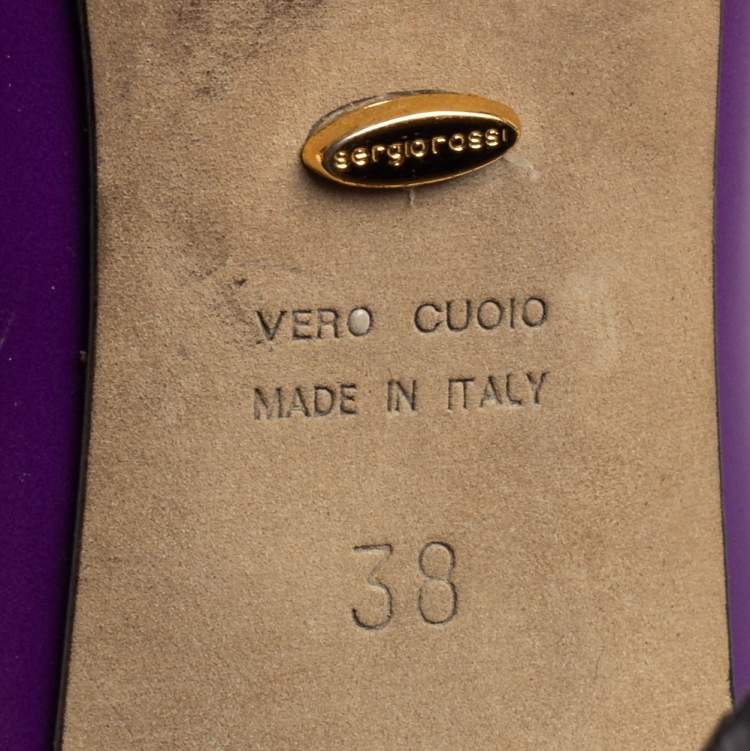 sergiorossi
VERO CUOIO
MADE IN ITALY
38